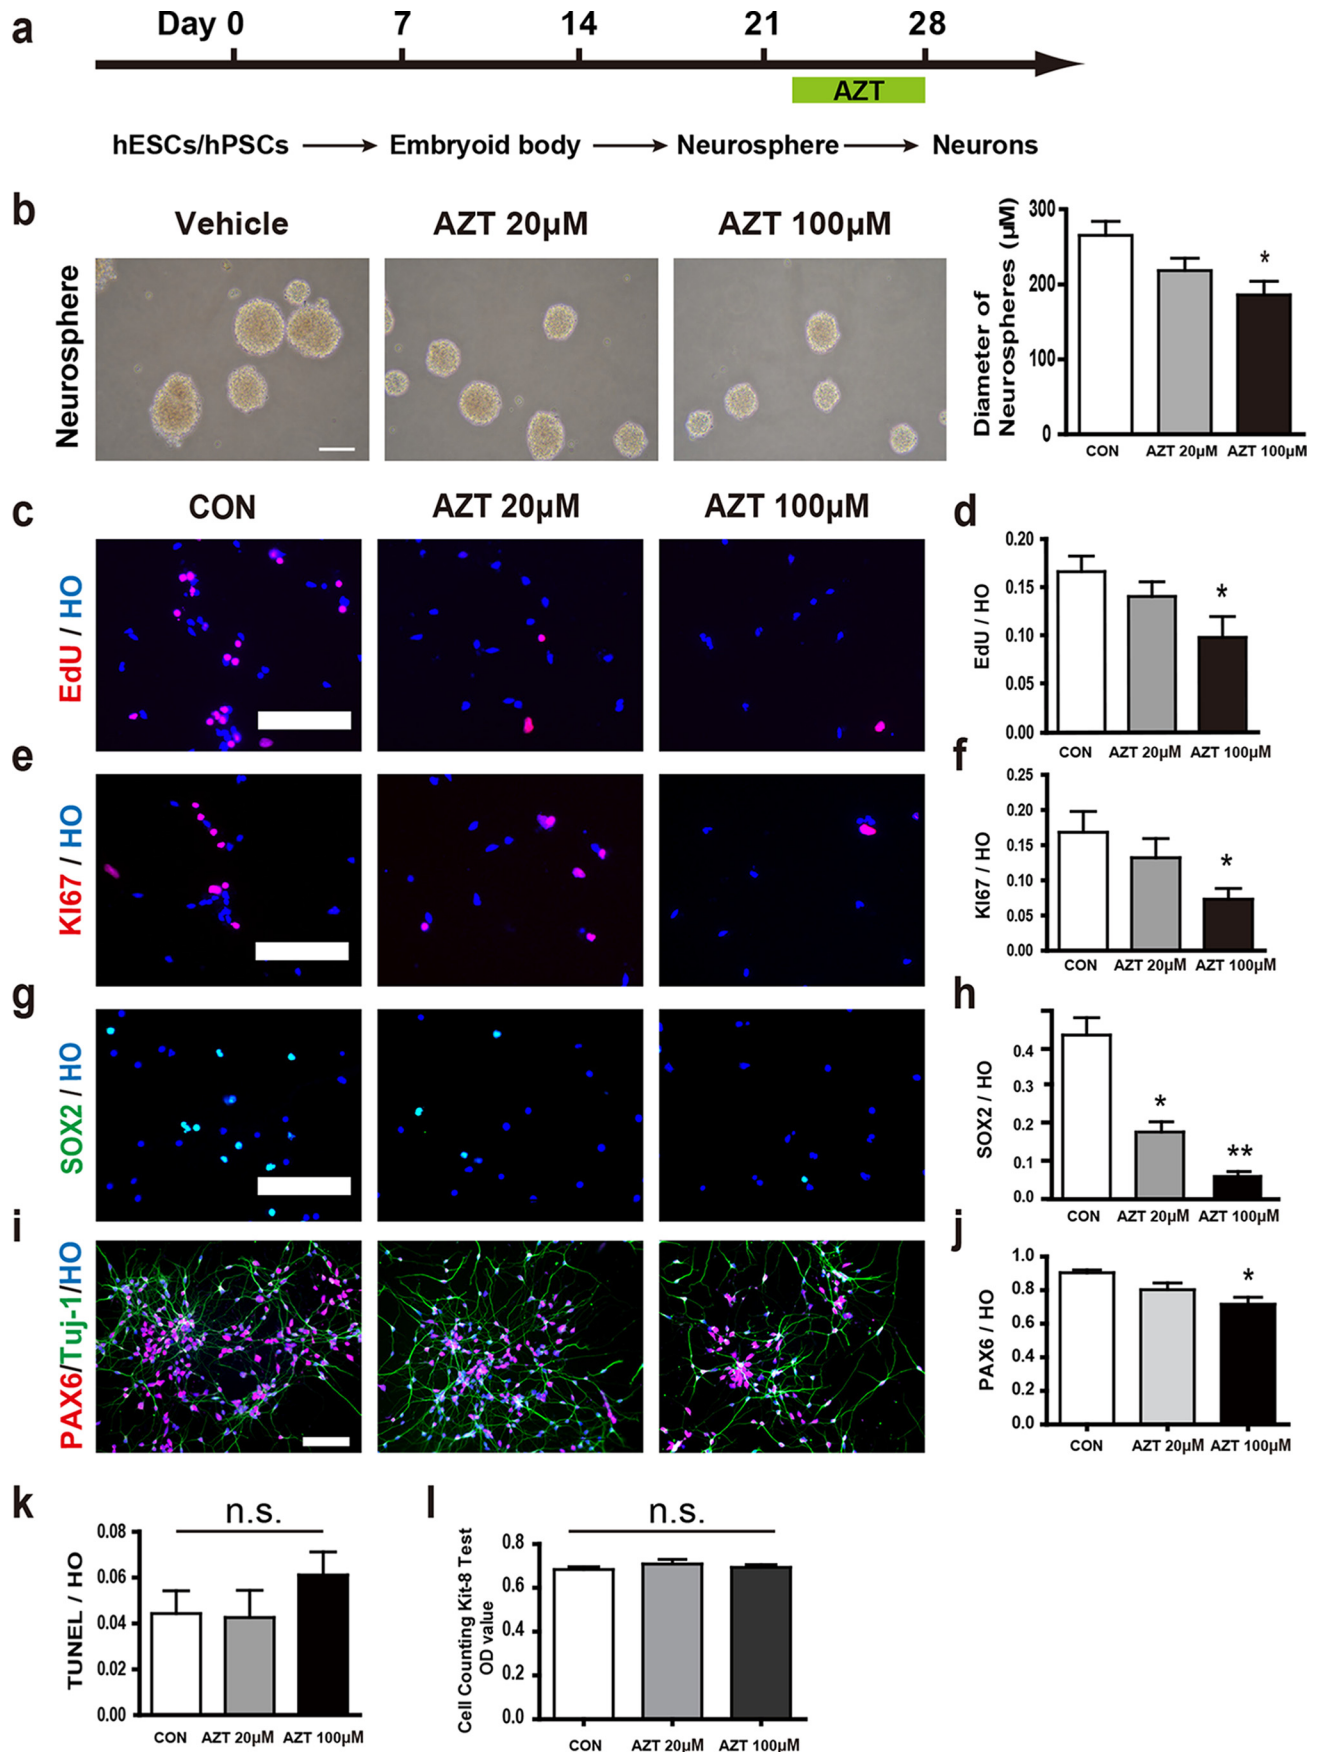 a
Day 0 7 14 21 28
AZT
hESCs/hPSCs Embryoid body Neurosphere Neurons
b
Vehicle AZT 20µM AZT 100µM
Neurosphere
Diameter of
Neurospheres (µM)
300
200
100
0
CON AZT 20µM AZT 100µM
*
c
CON AZT 20µM AZT 100µM
EdU / HO
d
EdU / HO
0.20
0.15
0.10
0.05
0.00
*
CON AZT 20µM AZT 100µM
e
KI67 / HO
f
KI67 / HO
0.25
0.20
0.15
0.10
0.05
0.00
*
CON AZT 20µM AZT 100µM
g
SOX2 / HO
h
SOX2 / HO
0.4
0.3
0.2
0.1
0.0
*
**
CON AZT 20µM AZT 100µM
i
PAX6/Tuj-1/HO
j
PAX6 / HO
1.0
0.8
0.6
0.4
0.2
0.0
*
CON AZT 20µM AZT 100µM
k
n.s.
TUNEL / HO
0.08
0.06
0.04
0.02
0.00
CON AZT 20µM AZT 100µM
l
n.s.
Cell Counting Kit-8 Test
OD value
0.8
0.6
0.4
0.2
0.0
CON AZT 20µM AZT 100µM